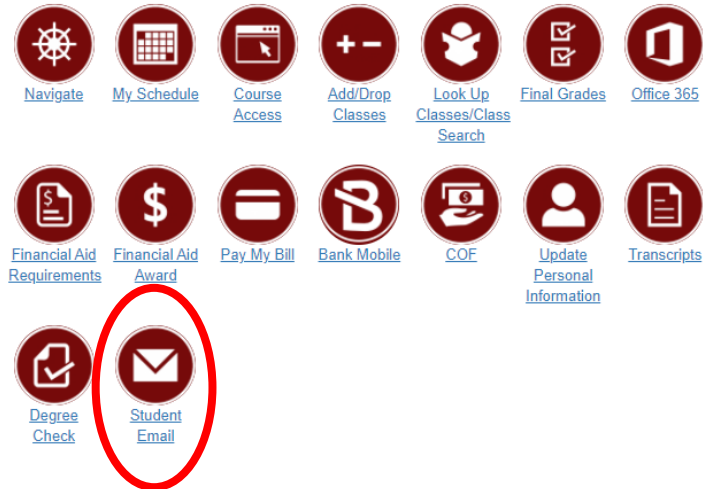 Navigate
My Schedule
Course
Access
Add/Drop
Classes
Look Up
Classes/Class
Search
Final Grades
Office 365
Financial Aid
Requirements
Financial Aid
Award
Pay My Bill
Bank Mobile
COF
Update
Personal
Information
Transcripts
Degree
Check
Student
Email